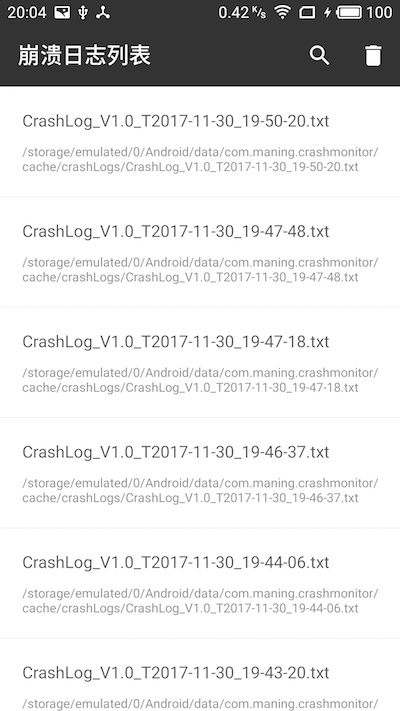 20:04 0.42 K/s 100
崩溃日志列表
CrashLog_V1.0_T2017-11-30_19-50-20.txt
/storage/emulated/0/Android/data/com.maning.crashmonitor/
cache/crashLogs/CrashLog_V1.0_T2017-11-30_19-50-20.txt
CrashLog_V1.0_T2017-11-30_19-47-48.txt
/storage/emulated/0/Android/data/com.maning.crashmonitor/
cache/crashLogs/CrashLog_V1.0_T2017-11-30_19-47-48.txt
CrashLog_V1.0_T2017-11-30_19-47-18.txt
/storage/emulated/0/Android/data/com.maning.crashmonitor/
cache/crashLogs/CrashLog_V1.0_T2017-11-30_19-47-18.txt
CrashLog_V1.0_T2017-11-30_19-46-37.txt
/storage/emulated/0/Android/data/com.maning.crashmonitor/
cache/crashLogs/CrashLog_V1.0_T2017-11-30_19-46-37.txt
CrashLog_V1.0_T2017-11-30_19-44-06.txt
/storage/emulated/0/Android/data/com.maning.crashmonitor/
cache/crashLogs/CrashLog_V1.0_T2017-11-30_19-44-06.txt
CrashLog_V1.0_T2017-11-30_19-43-20.txt
/storage/emulated/0/Android/data/com.maning.crashmonitor/